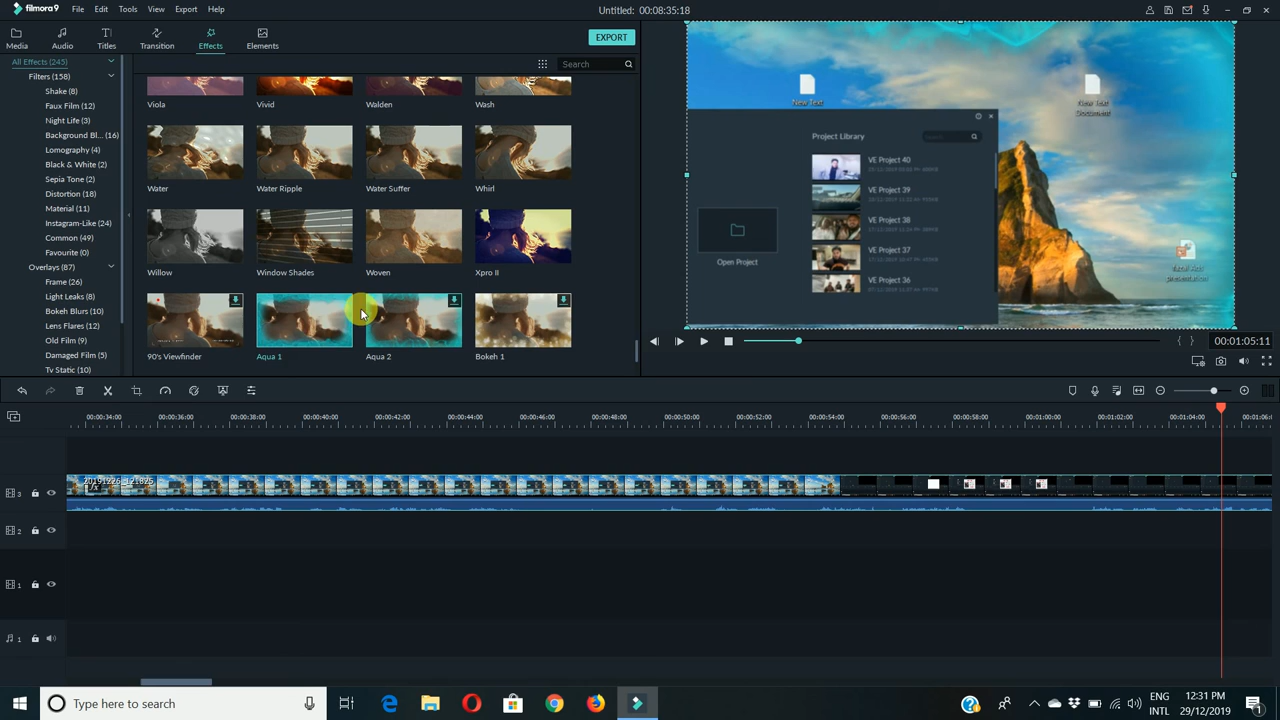 filmora9
File Edit Tools View Export Help
Untitled: 00:08:35:18
Media
Audio
Titles
Transition
Effects
Elements
EXPORT
Search
All Effects (245)
Filters (158)
Shake (8)
Faux Film (12)
Night Life (3)
Background Bl... (16)
Lomography (4)
Black & White (2)
Sepia Tone (2)
Distortion (18)
Material (11)
Instagram-Like (24)
Common (49)
Favourite (0)
Overlays (87)
Frame (26)
Light Leaks (8)
Bokeh Blurs (10)
Lens Flares (12)
Old Film (9)
Damaged Film (5)
Tv Static (10)
Viola
Vivid
Walden
Wash
Water
Water Ripple
Water Suffer
Whirl
Willow
Window Shades
Woven
Xpro II
90's Viewfinder
Aqua 1
Aqua 2
Bokeh 1
New Text
New Text
Document
Project Library
VE Project 40
VE Project 39
VE Project 38
VE Project 37
VE Project 36
Open Project
presentation
00:01:05:11
00:00:34:00
00:00:36:00
00:00:38:00
00:00:40:00
00:00:42:00
00:00:44:00
00:00:46:00
00:00:48:00
00:00:50:00
00:00:52:00
00:00:54:00
00:00:56:00
00:00:58:00
00:01:00:00
00:01:02:00
00:01:04:00
00:01:06:0
20191226_121825
3
2
1
1
Type here to search
ENG
INTL
12:31 PM
29/12/2019